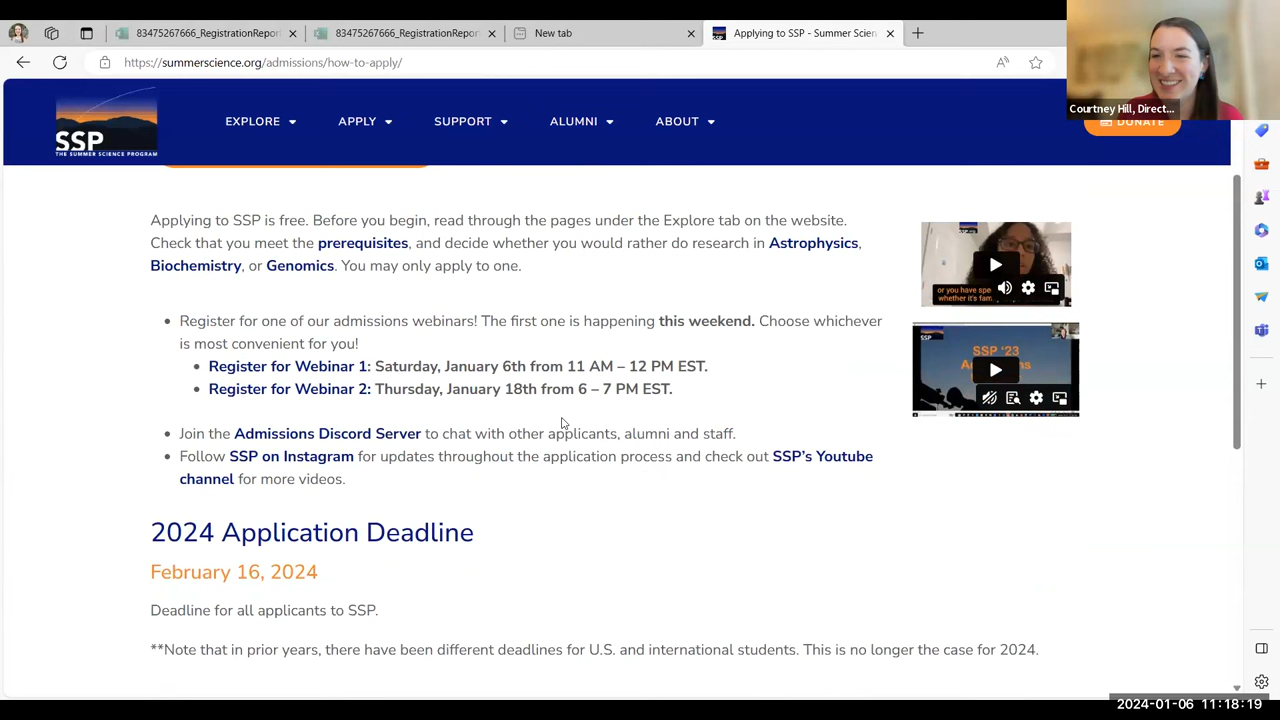 83475267666_RegistrationRepor
83475267666_RegistrationRepor
New tab
Applying to SSP - Summer Scien
https://summerscience.org/admissions/how-to-apply/
Courtney Hill, Direct...
SSP
THE SUMMER SCIENCE PROGRAM
EXPLORE
APPLY
SUPPORT
ALUMNI
ABOUT
DONATE
Applying to SSP is free. Before you begin, read through the pages under the Explore tab on the website.
Check that you meet the prerequisites, and decide whether you would rather do research in Astrophysics,
Biochemistry, or Genomics. You may only apply to one.
or you have spe
whether it's fam
• Register for one of our admissions webinars! The first one is happening this weekend. Choose whichever
is most convenient for you!
• Register for Webinar 1: Saturday, January 6th from 11 AM – 12 PM EST.
• Register for Webinar 2: Thursday, January 18th from 6 – 7 PM EST.
SSP
SSP '23
• Join the Admissions Discord Server to chat with other applicants, alumni and staff.
• Follow SSP on Instagram for updates throughout the application process and check out SSP's Youtube
channel for more videos.
2024 Application Deadline
February 16, 2024
Deadline for all applicants to SSP.
**Note that in prior years, there have been different deadlines for U.S. and international students. This is no longer the case for 2024.
2024-01-06 11:18:19